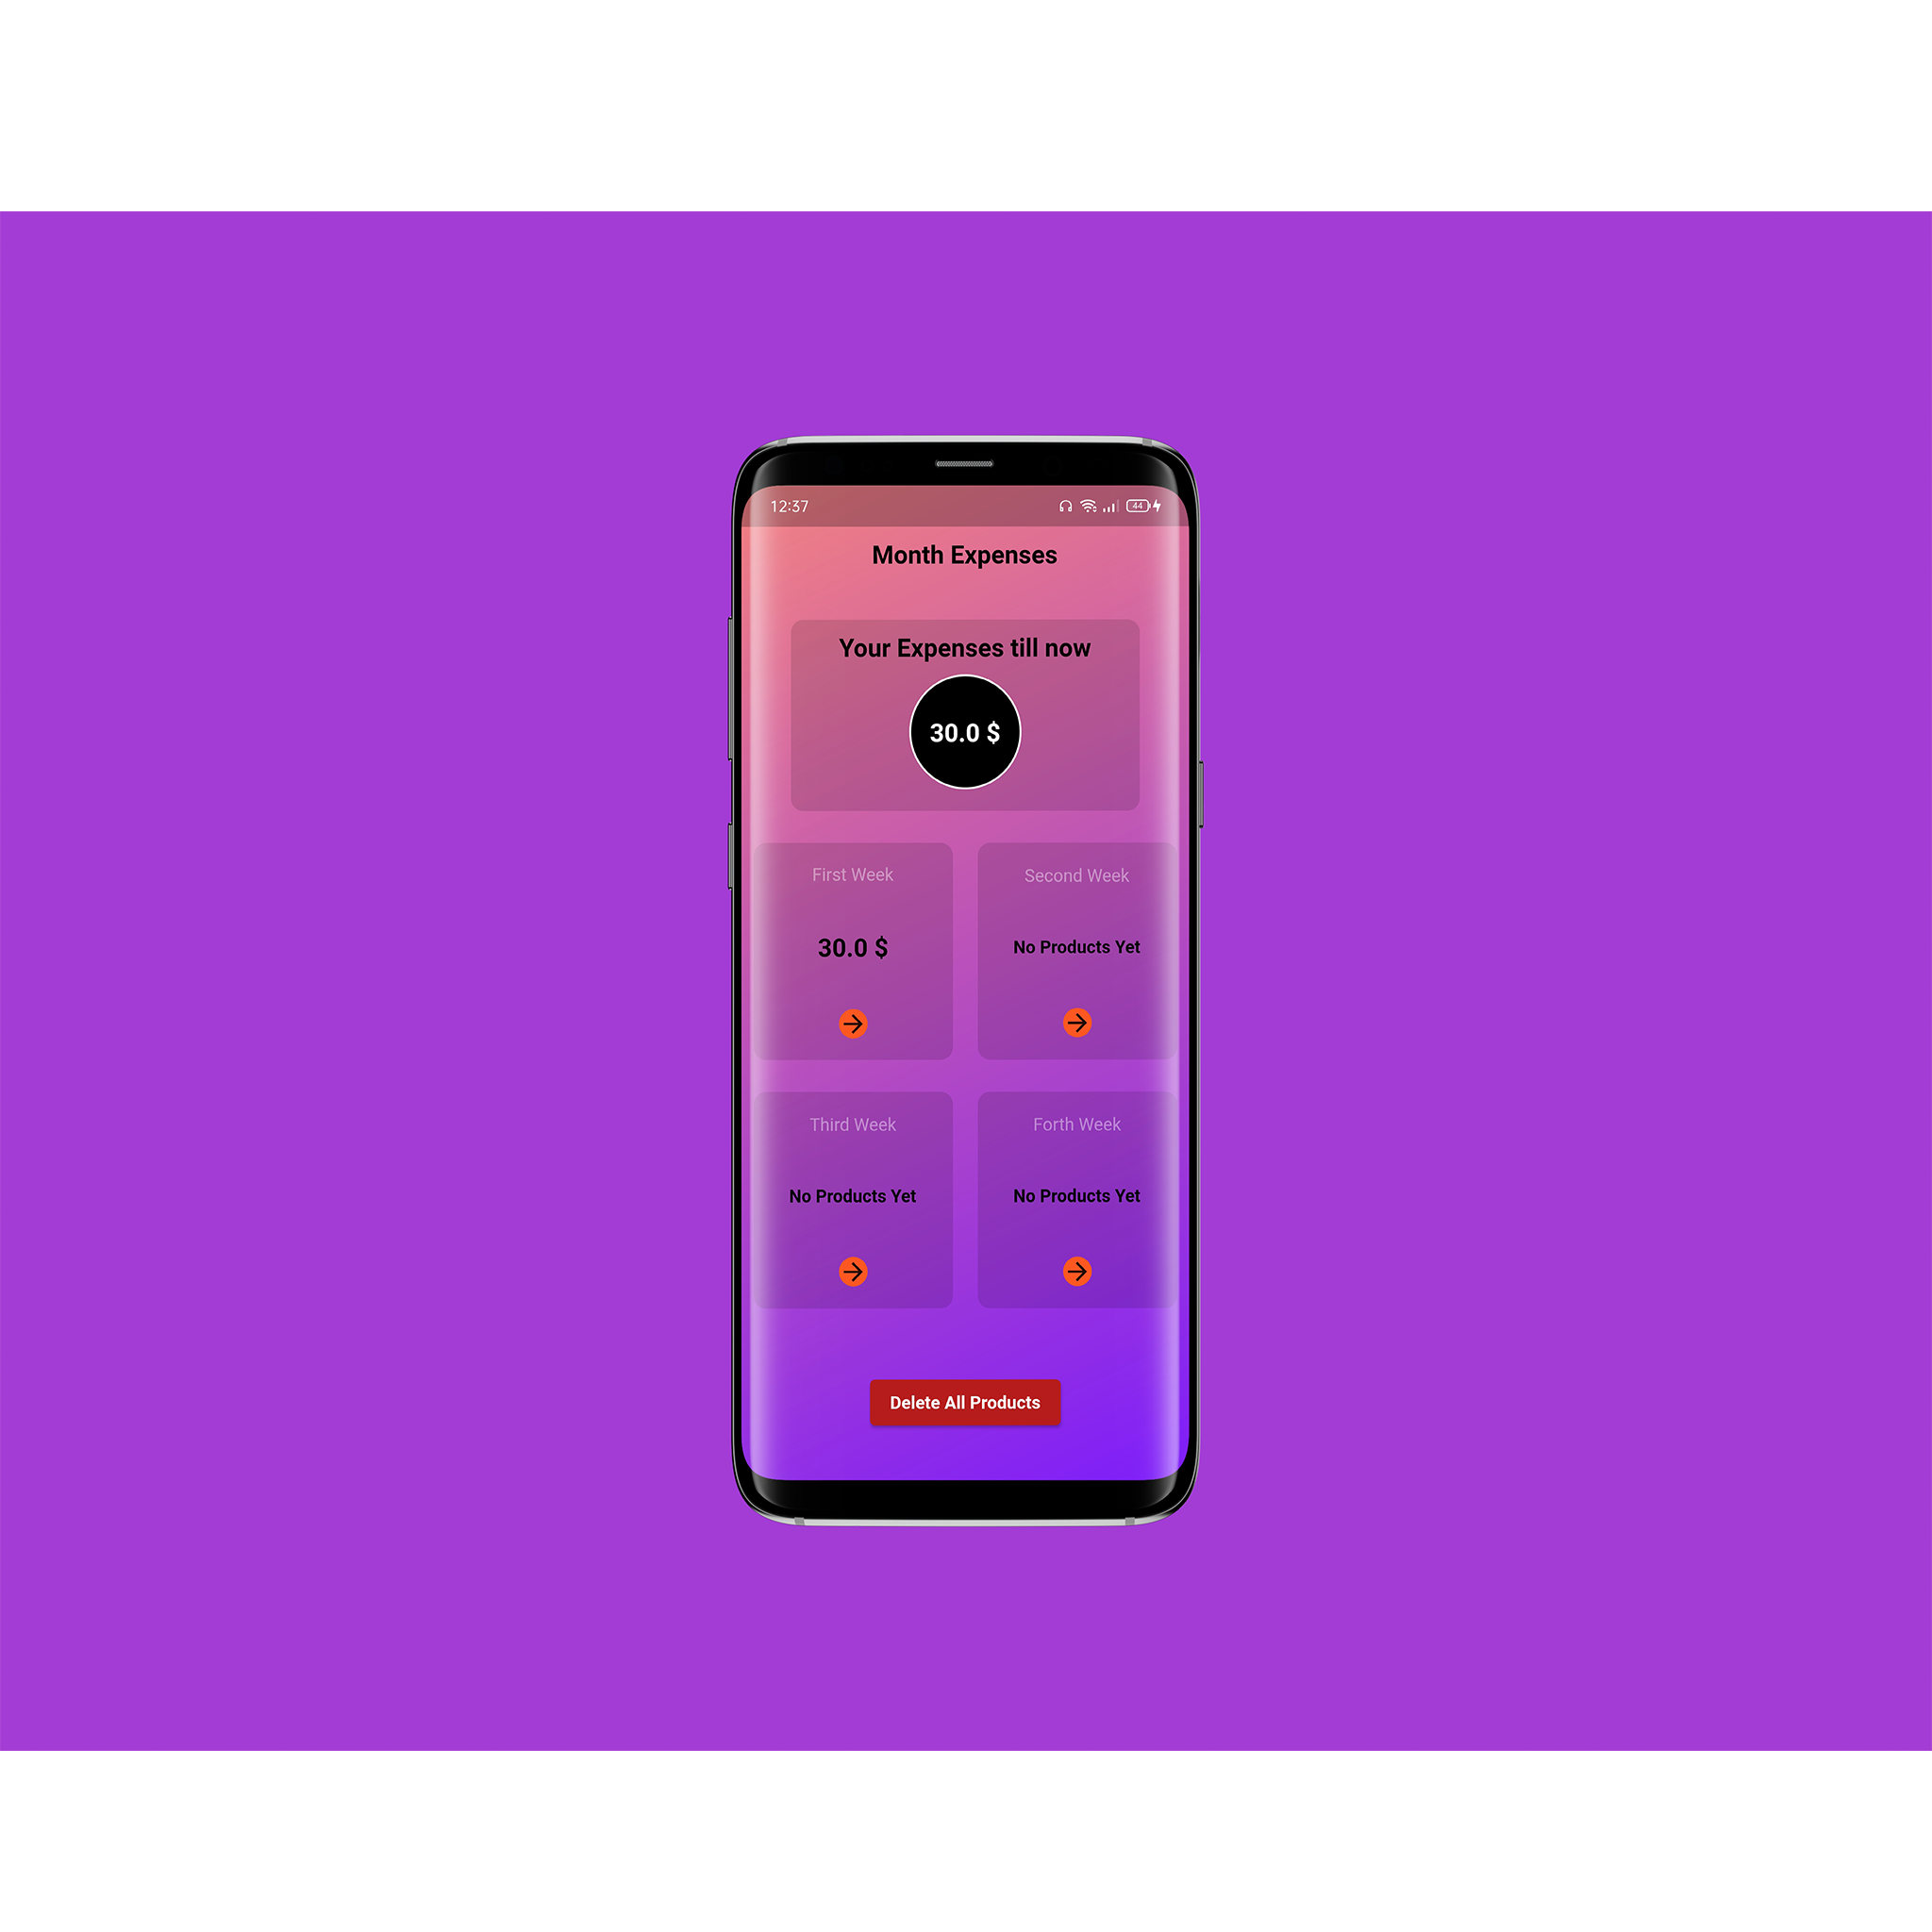 12:37
44
Month Expenses
Your Expenses till now
30.0 $
First Week
Second Week
30.0 $
No Products Yet
Third Week
Forth Week
No Products Yet
No Products Yet
Delete All Products